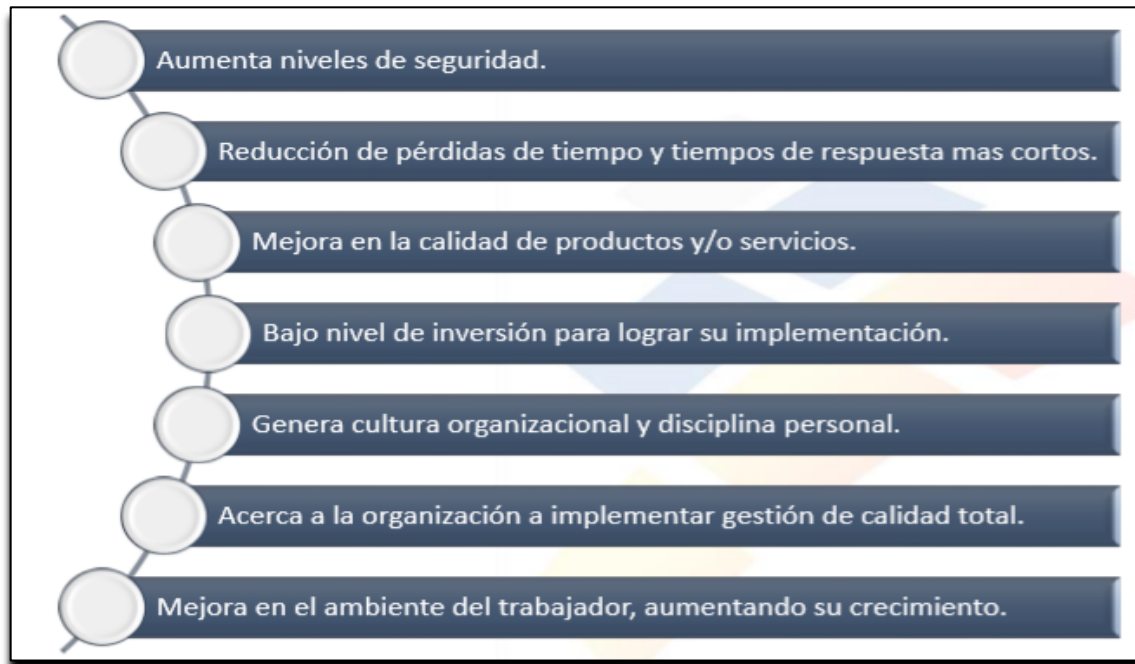 Aumenta niveles de seguridad.
Reducción de pérdidas de tiempo y tiempos de respuesta mas cortos.
Mejora en la calidad de productos y/o servicios.
Bajo nivel de inversión para lograr su implementación.
Genera cultura organizacional y disciplina personal.
Acerca a la organización a implementar gestión de calidad total.
Mejora en el ambiente del trabajador, aumentando su crecimiento.